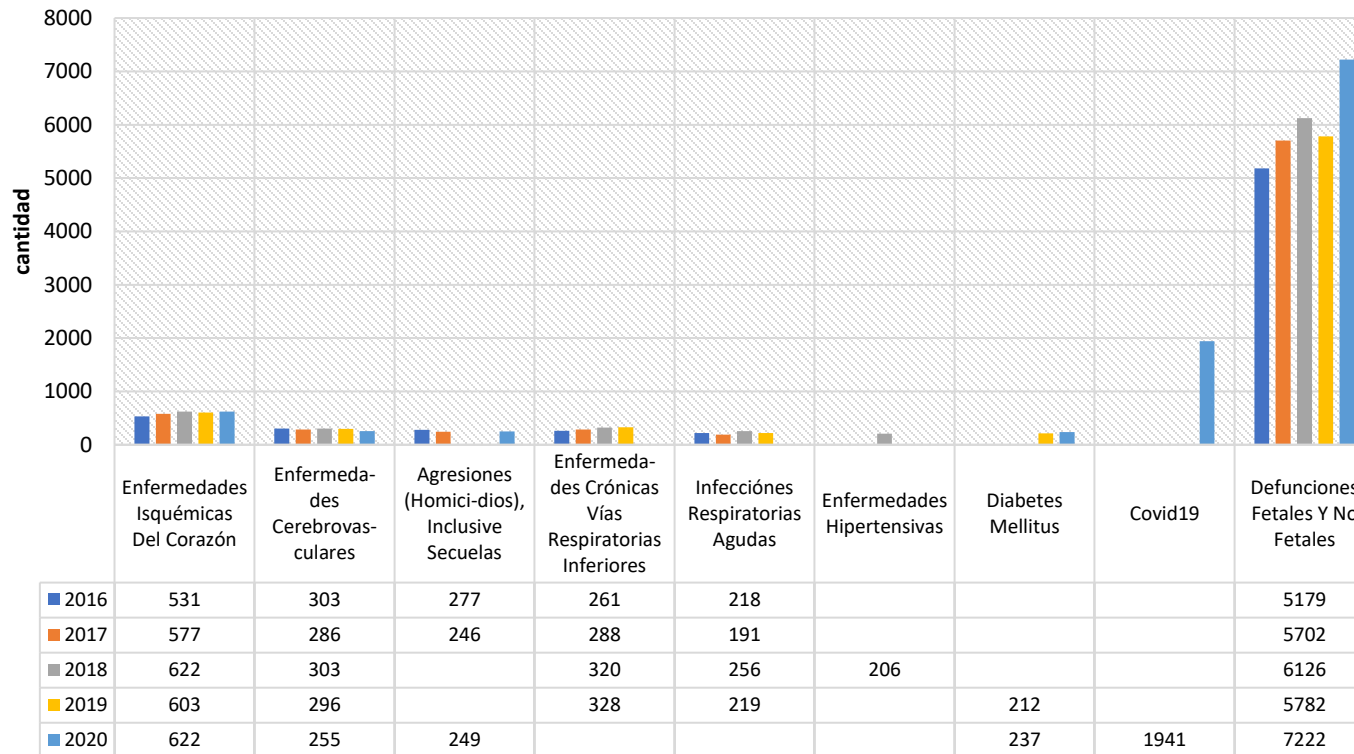 8000
7000
6000
5000
4000
3000
2000
1000
0
cantidad
Enfermedades
Isquémicas
Del Corazón
Enfermeda-
des
Cerebrovas-
culares
Agresiones
(Homici-dios),
Inclusive
Secuelas
Enfermeda-
des Crónicas
Vías
Respiratorias
Inferiores
Infecciónes
Respiratorias
Agudas
Enfermedades
Hipertensivas
Diabetes
Mellitus
Covid19
Defunciones
Fetales Y No
Fetales
2016 531 303 277 261 218 5179
2017 577 286 246 288 191 5702
2018 622 303 320 256 206 6126
2019 603 296 328 219 212 5782
2020 622 255 249 237 1941 7222